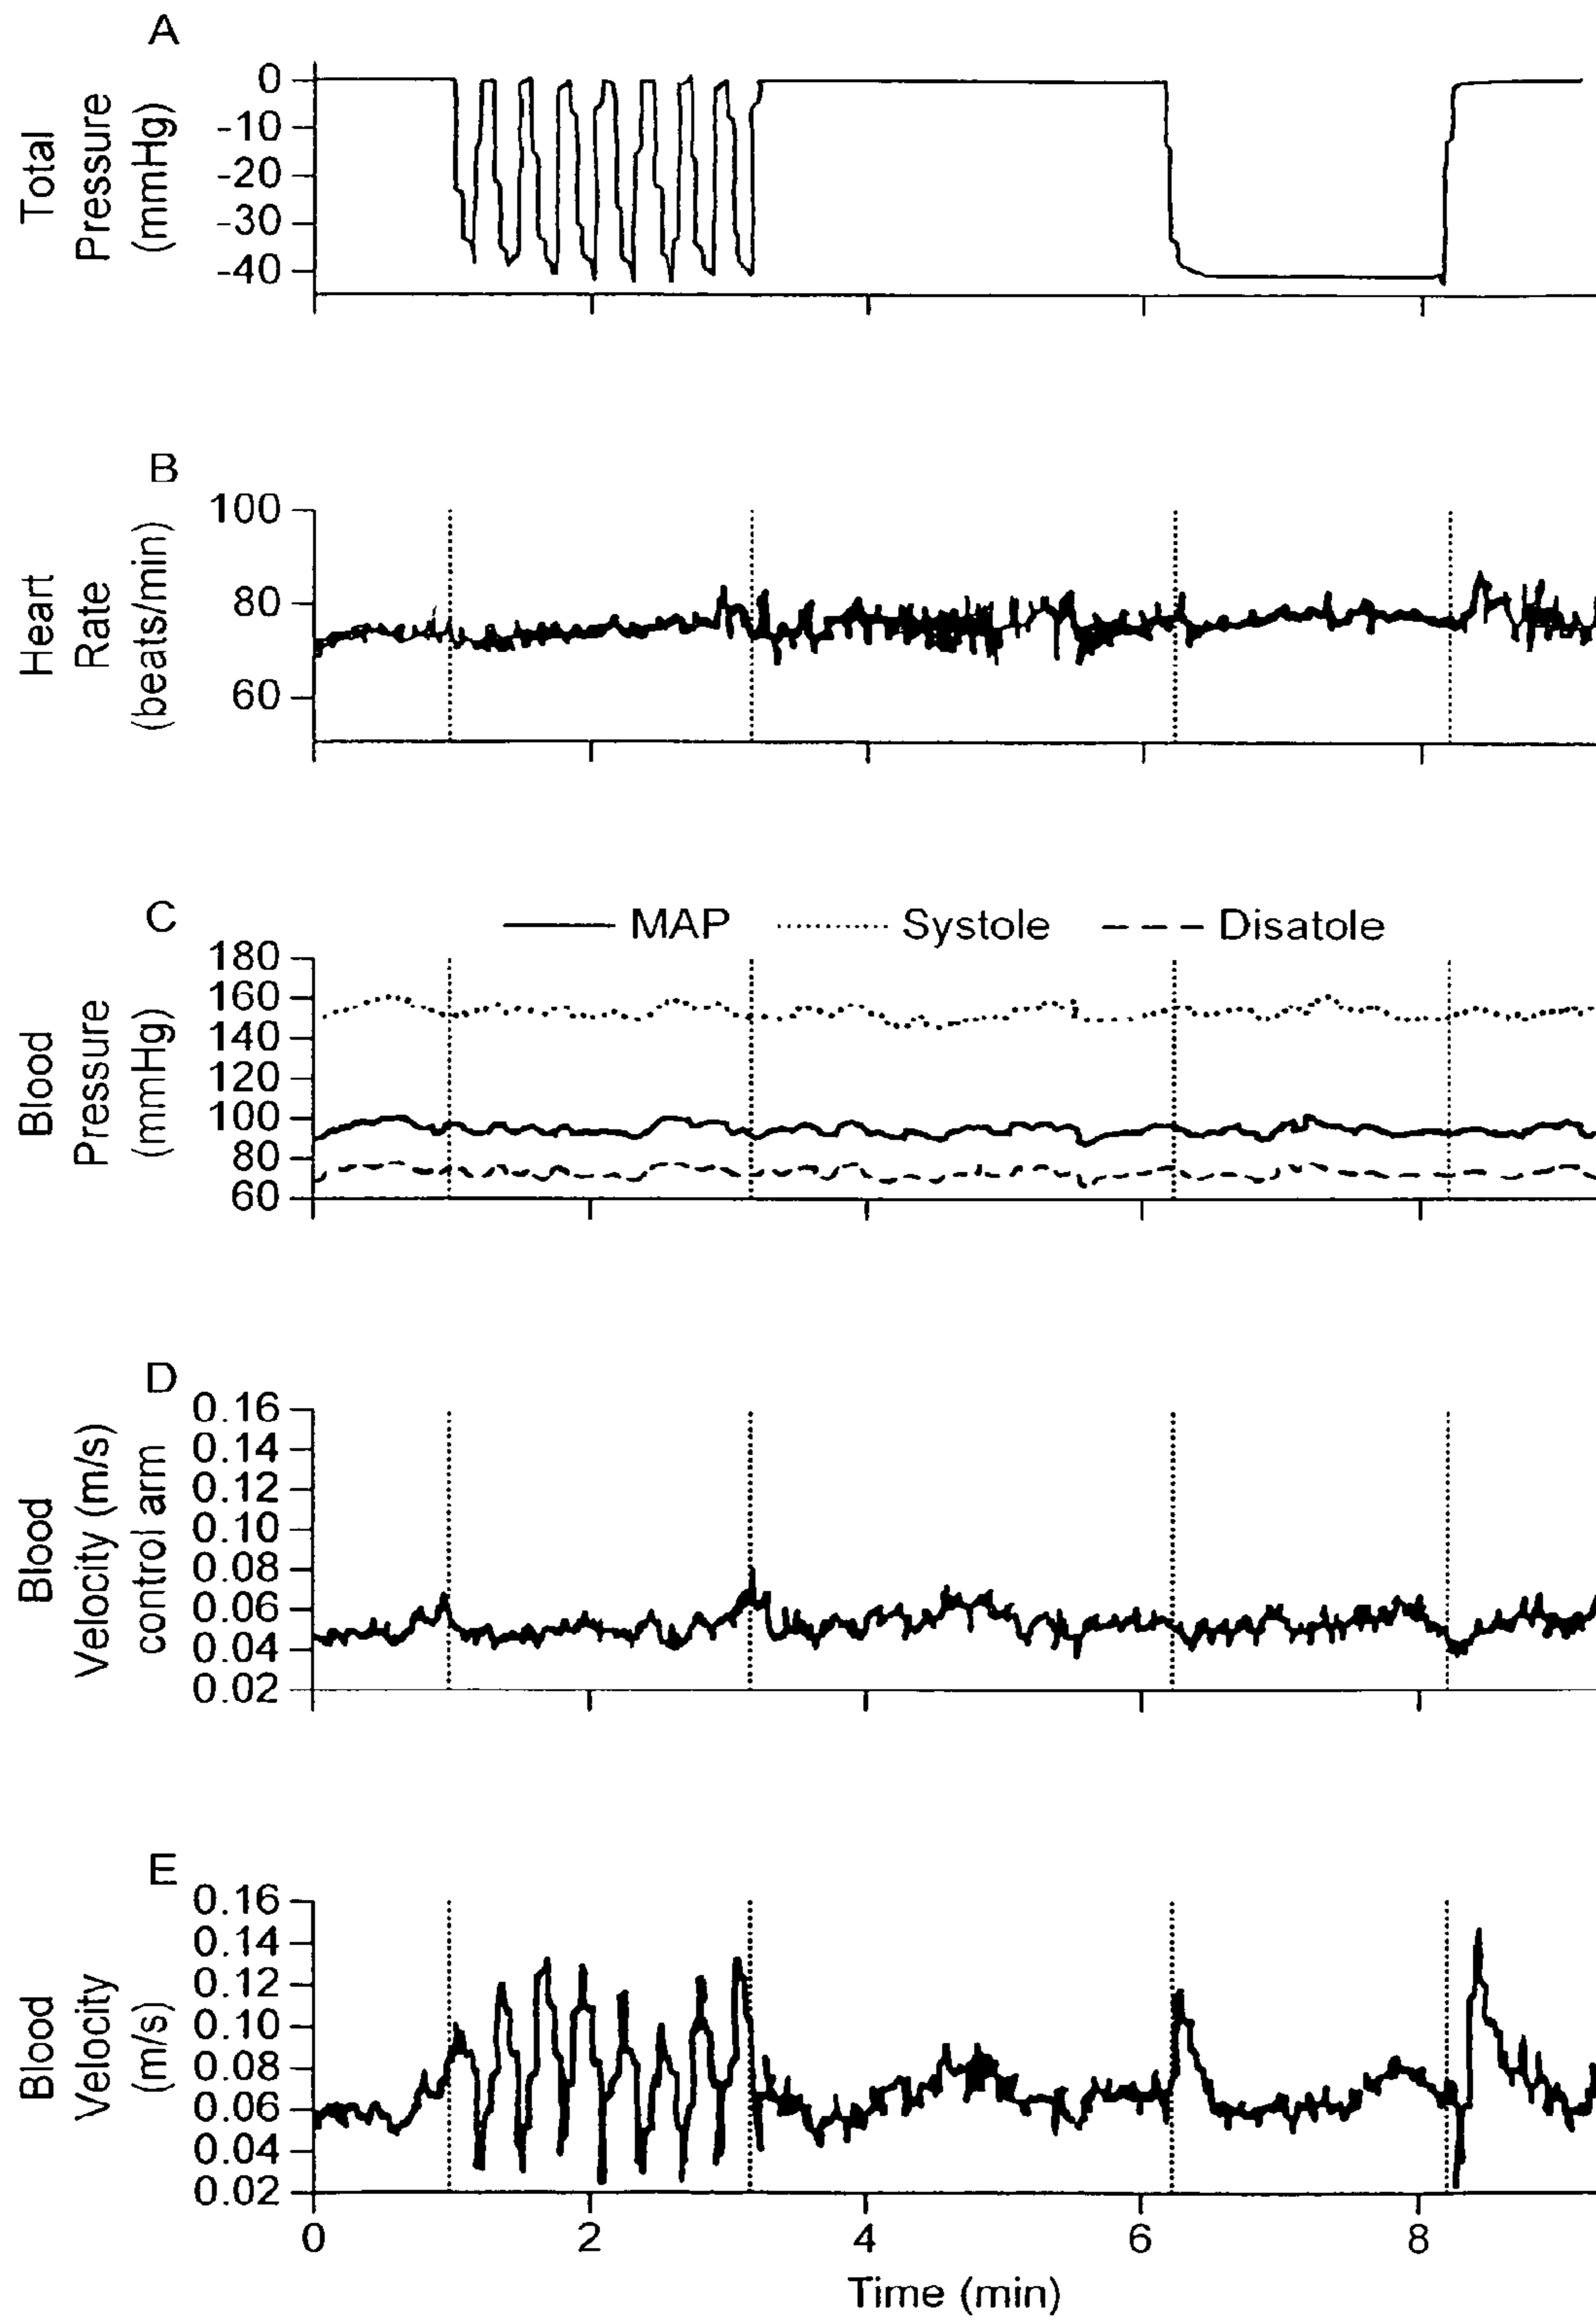 A
Total
Pressure
(mmHg)
0
-10
-20
-30
-40
B
Heart
Rate
(beats/min)
100
80
60
C
MAP Systole Disatole
Blood
Pressure
(mmHg)
180
160
140
120
100
80
60
D
Blood
Velocity (m/s)
control arm
0.16
0.14
0.12
0.10
0.08
0.06
0.04
0.02
E
Blood
Velocity
(m/s)
0.16
0.14
0.12
0.10
0.08
0.06
0.04
0.02
0 2 4 6 8
Time (min)